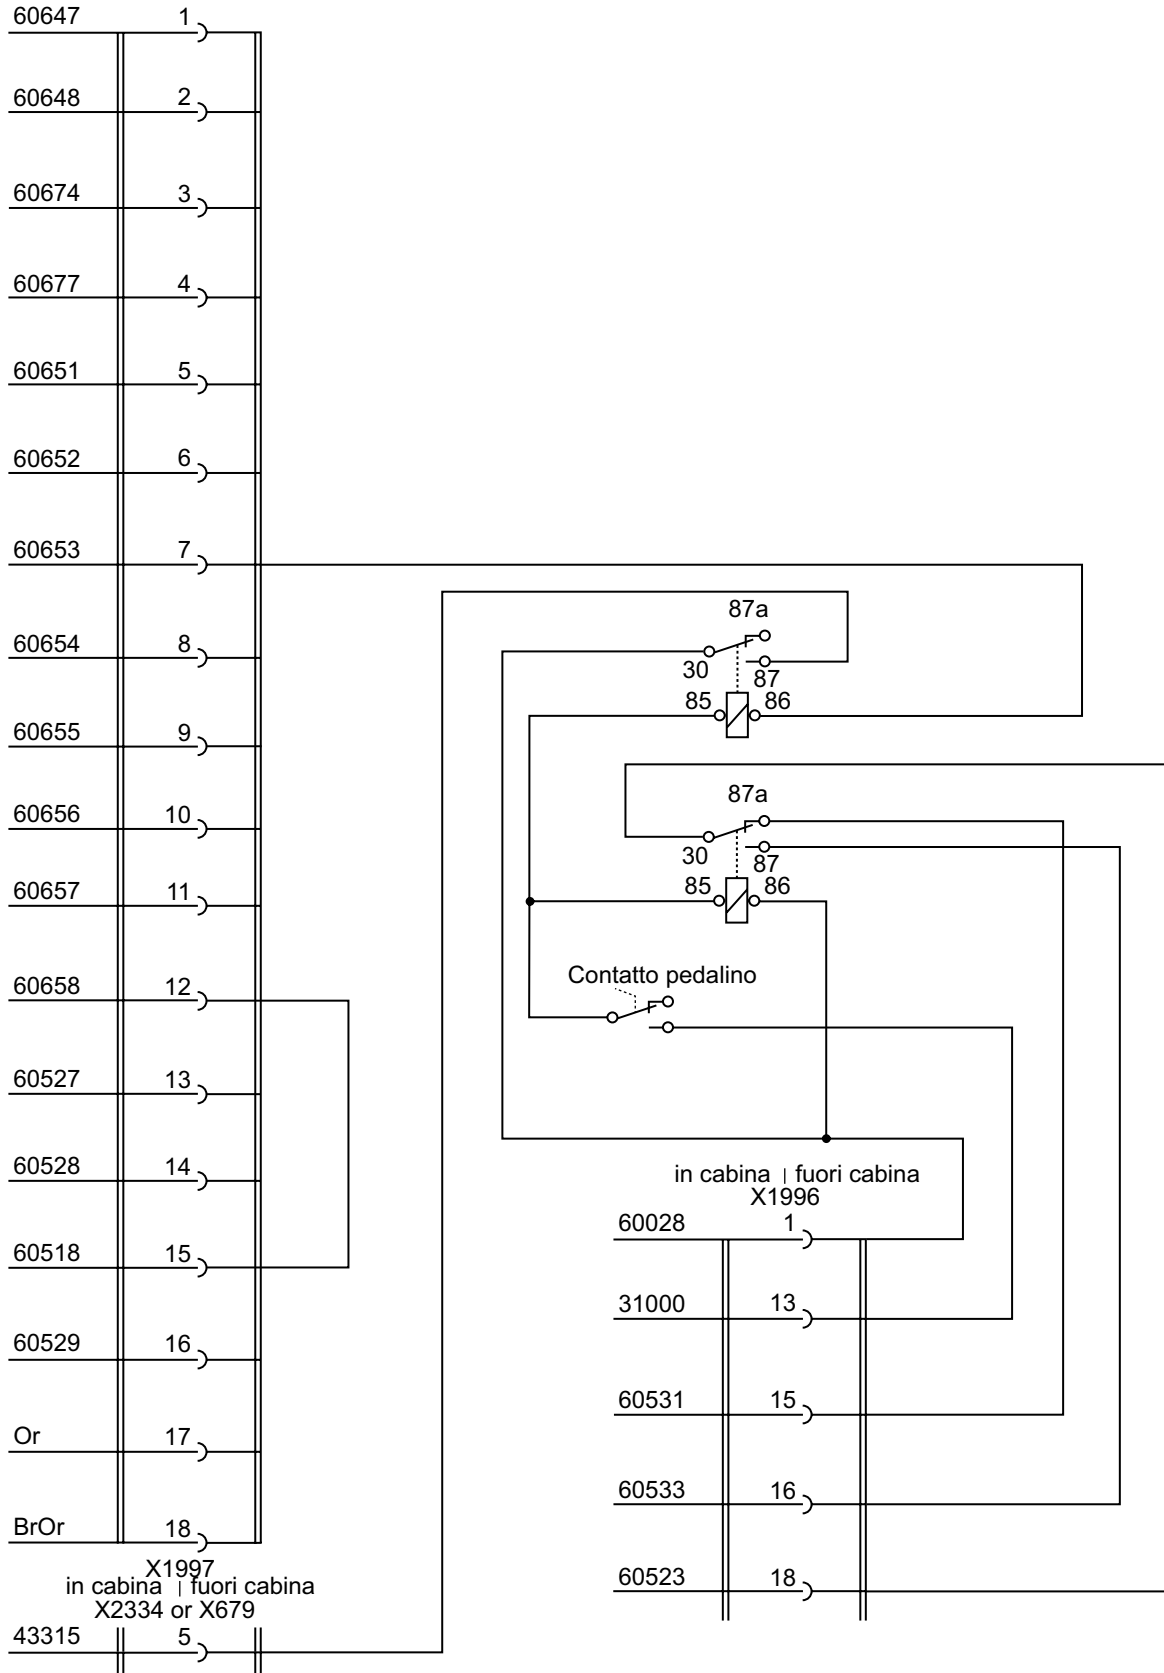 60647 1
60648 2
60674 3
60677 4
60651 5
60652 6
60653 7
60654 8
60655 9
60656 10
60657 11
60658 12
60527 13
60528 14
60518 15
60529 16
Or 17
BrOr 18
X1997
in cabina | fuori cabina
X2334 or X679
43315 5
87a
30
87
85 86
87a
30
87
85 86
Contatto pedalino
in cabina | fuori cabina
X1996
60028 1
31000 13
60531 15
60533 16
60523 18